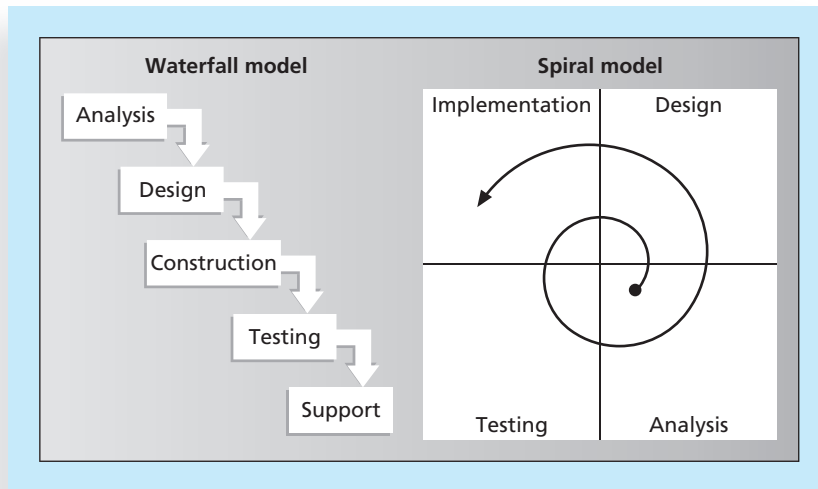 Waterfall model
Analysis
Design
Construction
Testing
Support
Spiral model
Implementation
Design
Testing
Analysis